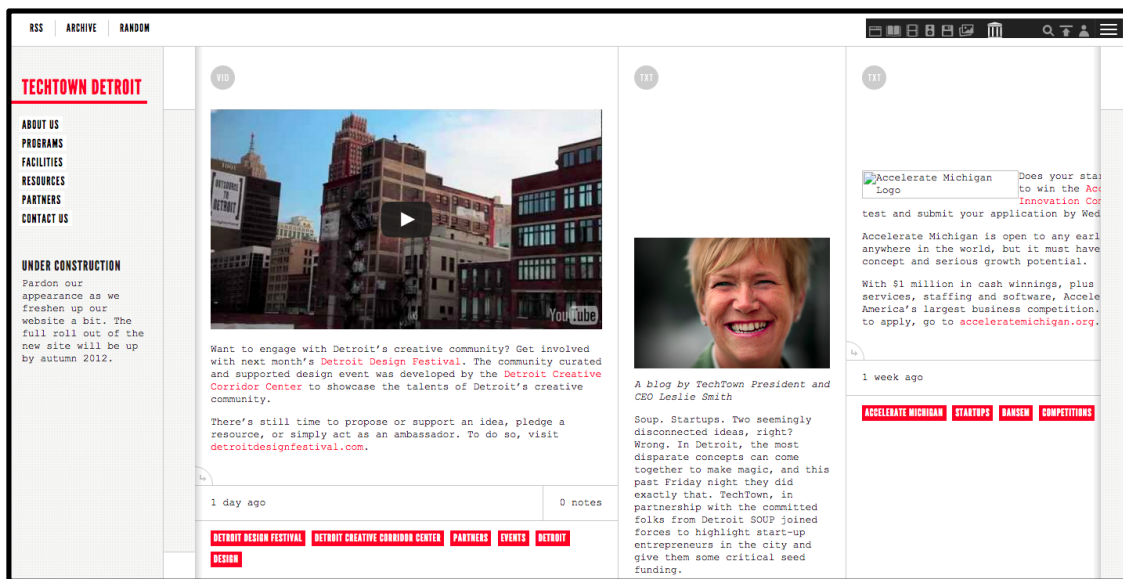 RSS ARCHIVE RANDOM
TECHTOWN DETROIT
ABOUT US
PROGRAMS
FACILITIES
RESOURCES
PARTNERS
CONTACT US
UNDER CONSTRUCTION
Pardon our
appearance as we
freshen up our
website a bit. The
full roll out of the
new site will be up
by autumn 2012.
VID
OUTSOURCE
TO
DETROIT
YouTube
Want to engage with Detroit's creative community? Get involved
with next month's Detroit Design Festival. The community curated
and supported design event was developed by the Detroit Creative
Corridor Center to showcase the talents of Detroit's creative
community.
There's still time to propose or support an idea, pledge a
resource, or simply act as an ambassador. To do so, visit
detroitdesignfestival.com.
1 day ago 0 notes
DETROIT DESIGN FESTIVAL DETROIT CREATIVE CORRIDOR CENTER PARTNERS EVENTS DETROIT
DESIGN
TXT
A blog by TechTown President and
CEO Leslie Smith
Soup. Startups. Two seemingly
disconnected ideas, right?
Wrong. In Detroit, the most
disparate concepts can come
together to make magic, and this
past Friday night they did
exactly that. TechTown, in
partnership with the committed
folks from Detroit SOUP joined
forces to highlight start-up
entrepreneurs in the city and
give them some critical seed
funding.
TXT
Accelerate Michigan
Logo
Does your sta
to win the Ac
Innovation Co
test and submit your application by Wed
Accelerate Michigan is open to any earl
anywhere in the world, but it must have
concept and serious growth potential.
With $1 million in cash winnings, plus
services, staffing and software, Accele
America's largest business competition.
to apply, go to acceleratemichigan.org.
1 week ago
ACCELERATE MICHIGAN STARTUPS BANSEM COMPETITIONS